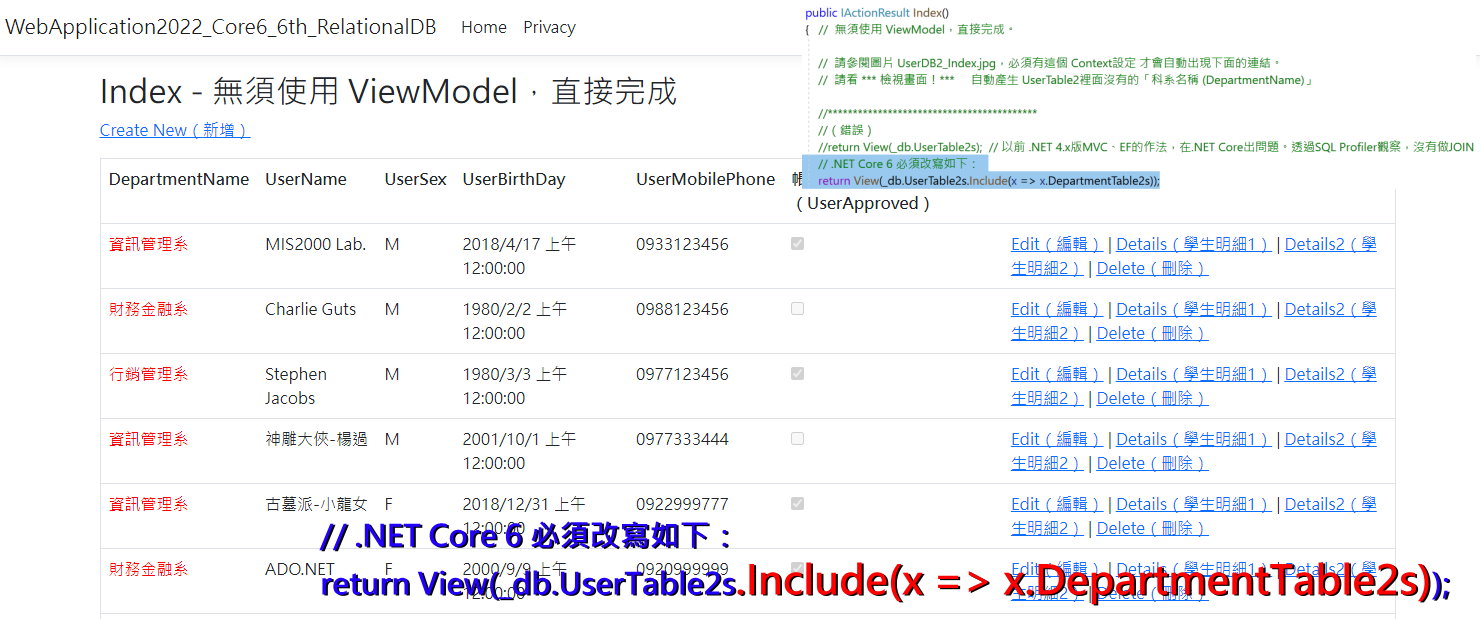 WebApplication2022_Core6_6th_RelationalDB Home Privacy
public IActionResult Index()
{ // 無須使用 ViewModel，直接完成。
// 請參閱圖片 UserDB2_Index.jpg，必須有這個 Context設定 才會自動出現下面的連結。
// 請看 *** 檢視畫面！*** 自動產生 UserTable2裡面沒有的「科系名稱 (DepartmentName)」
//******************************************
//（錯誤）
//return View(_db.UserTable2s); // 以前 .NET 4.x版MVC、EF的作法，在.NET Core出問題。透過SQL Profiler觀察，沒有做JOIN
// .NET Core 6 必須改寫如下：
return View(_db.UserTable2s.Include(x => x.DepartmentTable2s));
Index - 無須使用 ViewModel，直接完成
Create New（新增）
DepartmentName UserName UserSex UserBirthDay UserMobilePhone
（UserApproved）
資訊管理系 MIS2000 Lab. M 2018/4/17 上午 0933123456 Edit（編輯） | Details（學生明細1） | Details2（學
12:00:00 生明細2） | Delete（刪除）
財務金融系 Charlie Guts M 1980/2/2 上午 0988123456 Edit（編輯） | Details（學生明細1） | Details2（學
12:00:00 生明細2） | Delete（刪除）
行銷管理系 Stephen M 1980/3/3 上午 0977123456 Edit（編輯） | Details（學生明細1） | Details2（學
Jacobs 12:00:00 生明細2） | Delete（刪除）
資訊管理系 神雕大俠-楊過 M 2001/10/1 上午 0977333444 Edit（編輯） | Details（學生明細1） | Details2（學
12:00:00 生明細2） | Delete（刪除）
資訊管理系 古墓派-小龍女 F 2018/12/31 上午 0922999777 Edit（編輯） | Details（學生明細1） | Details2（學
12:00:00 生明細2） | Delete（刪除）
// .NET Core 6 必須改寫如下：
財務金融系 ADO.NET F 2000/9/9 上午 0920999999 Edit（編輯） | Details（學生明細1） | Details2（學
12:00:00 生明細2） | Delete（刪除）
return View(_db.UserTable2s.Include(x => x.DepartmentTable2s));